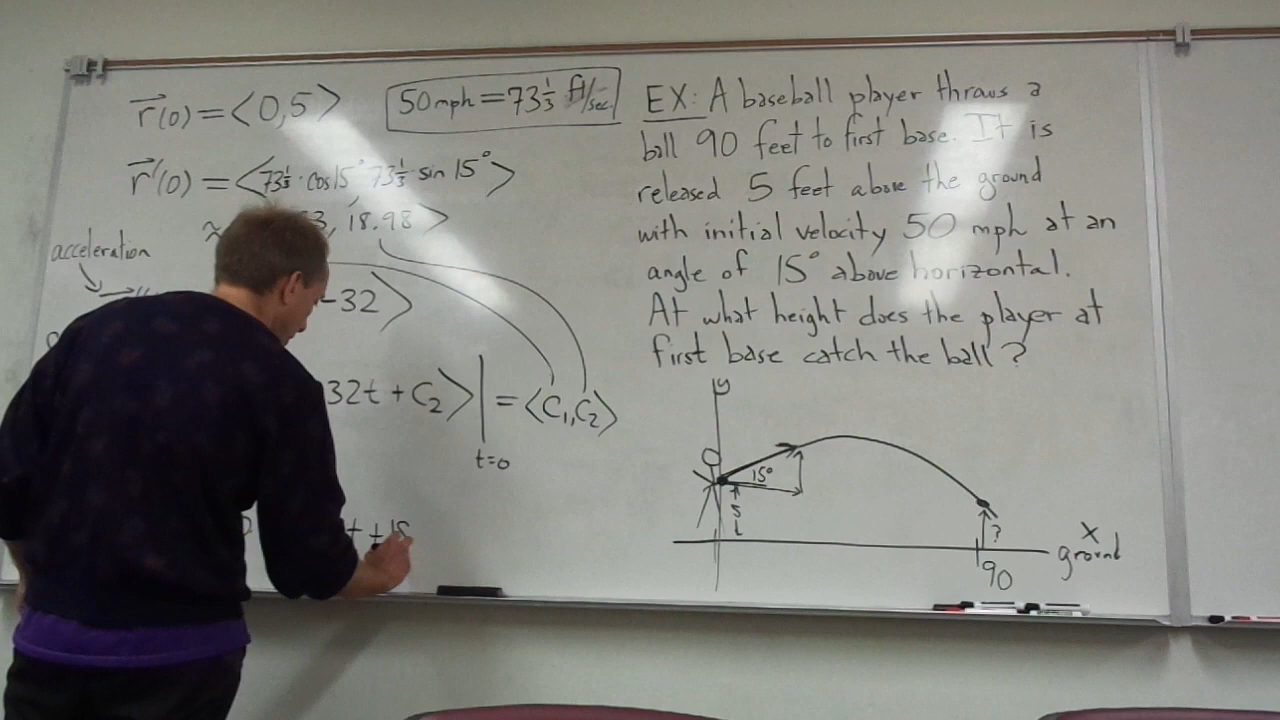 r(0) = <0,5>
50mph = 73⅓ ft/sec
r'(0) = <73⅓·cos15°, 73⅓·sin 15°>
≈ 3, 18.98>
acceleration
-32>
32t + C₂>| = <C₁, C₂>
t=0
t + 18
EX: A baseball player throws a
ball 90 feet to first base. It is
released 5 feet above the ground
with initial velocity 50 mph at an
angle of 15° above horizontal.
At what height does the player at
first base catch the ball?
y
15°
5
?
x
ground
90